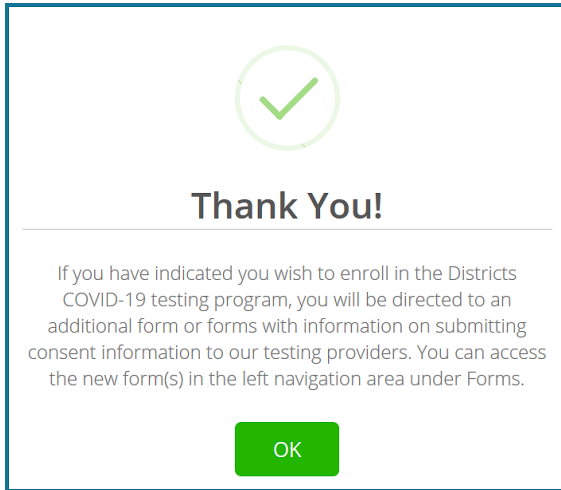 Thank You!
If you have indicated you wish to enroll in the Districts
COVID-19 testing program, you will be directed to an
additional form or forms with information on submitting
consent information to our testing providers. You can access
the new form(s) in the left navigation area under Forms.
OK